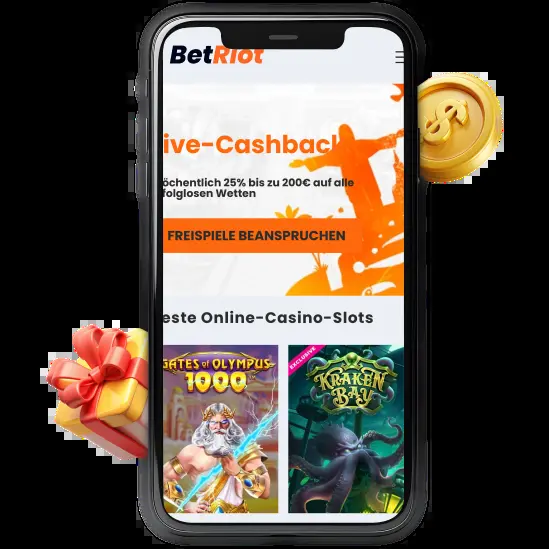 BetRiot
ive-Cashback
öchentlich 25% bis zu 200€ auf alle
folglosen Wetten
FREISPIELE BEANSPRUCHEN
este Online-Casino-Slots
GATES of OLYMPUS
1000
EXCLUSIVE
KRAKEN
BAY